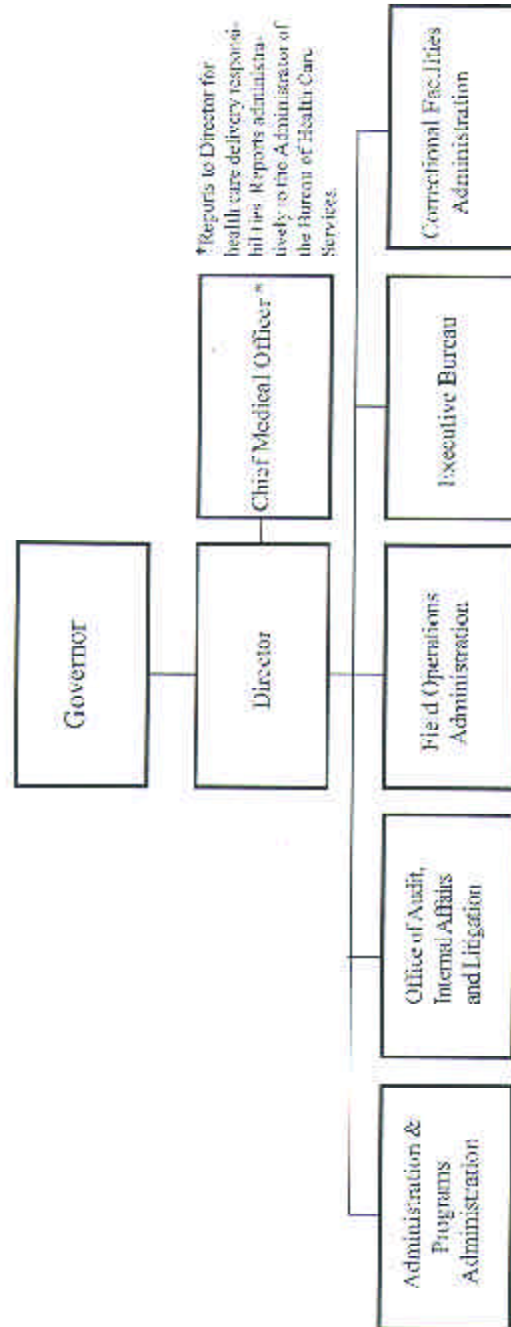 Governor
Director
Chief Medical Officer *
*Reports to Director for
health care delivery responsi-
bilities. Reports administra-
tively to the Administrator of
the Bureau of Health Care
Services.
Administration &
Programs
Administration
Office of Audit,
Internal Affairs
and Litigation
Field Operations
Administration
Executive Bureau
Correctional Facilities
Administration